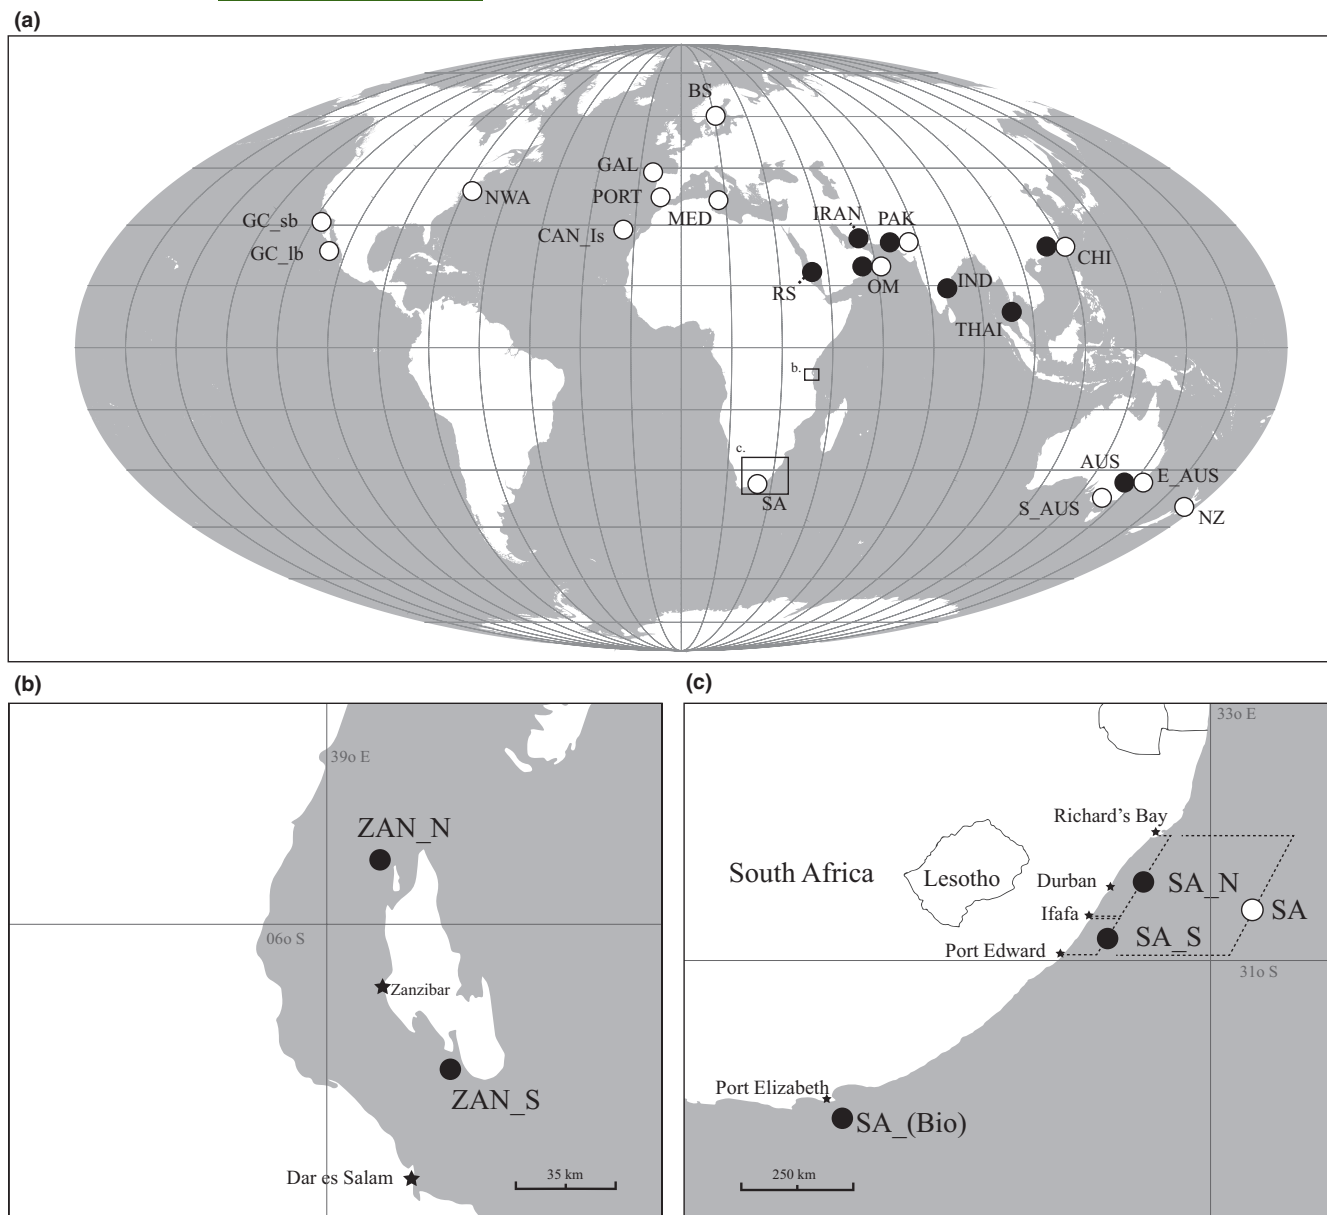 (a)
BS
GAL
NWA
PORT
MED
IRAN
PAK
GC_sb
CAN_Is
GC_lb
CHI
RS
OM
IND
THAI
b.
c.
AUS
E_AUS
SA
S_AUS
NZ
(b)
(c)
39o E
33o E
ZAN_N
Richard's Bay
South Africa
Lesotho
Durban
SA_N
Ifafa
SA
06o S
SA_S
Port Edward
31o S
Zanzibar
ZAN_S
Port Elizabeth
SA_(Bio)
Dar es Salam
35 km
250 km